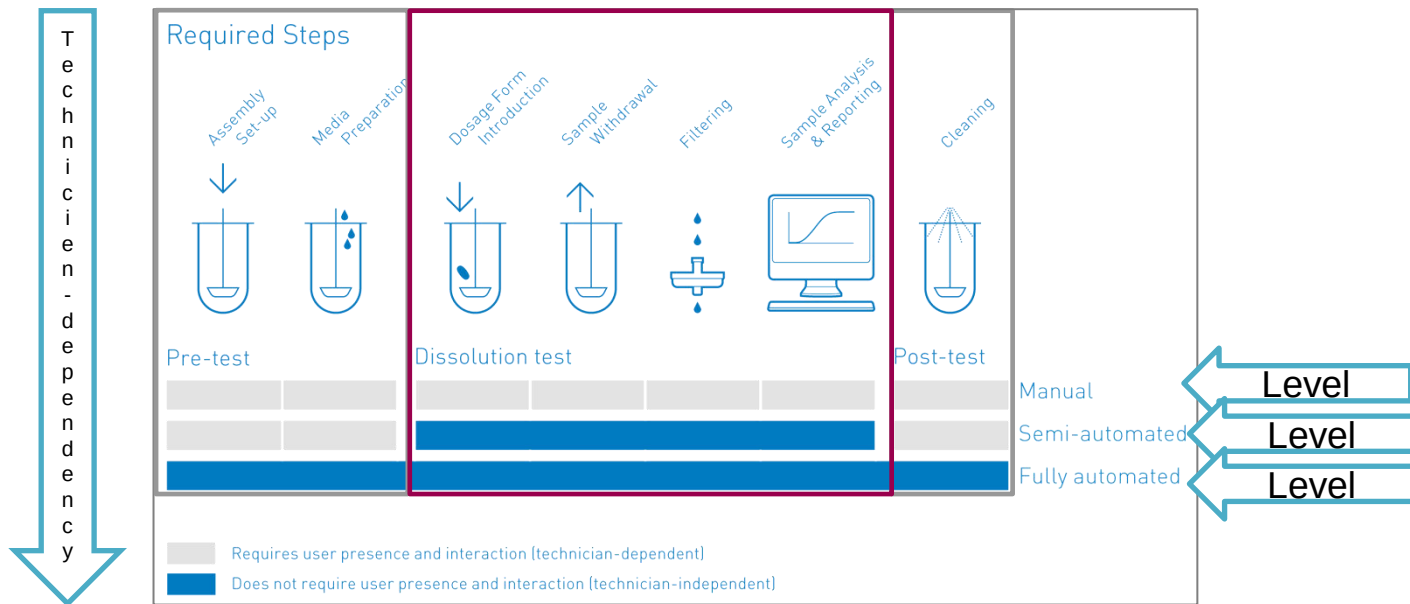 Technicien-dependency
Required Steps
Assembly
Set-up
Media
Preparation
Dosage Form
Introduction
Sample
Withdrawal
Filtering
Sample Analysis
& Reporting
Cleaning
Pre-test
Dissolution test
Post-test
Manual
Level
Semi-automated
Level
Fully automated
Level
Requires user presence and interaction (technician-dependent)
Does not require user presence and interaction (technician-independent)